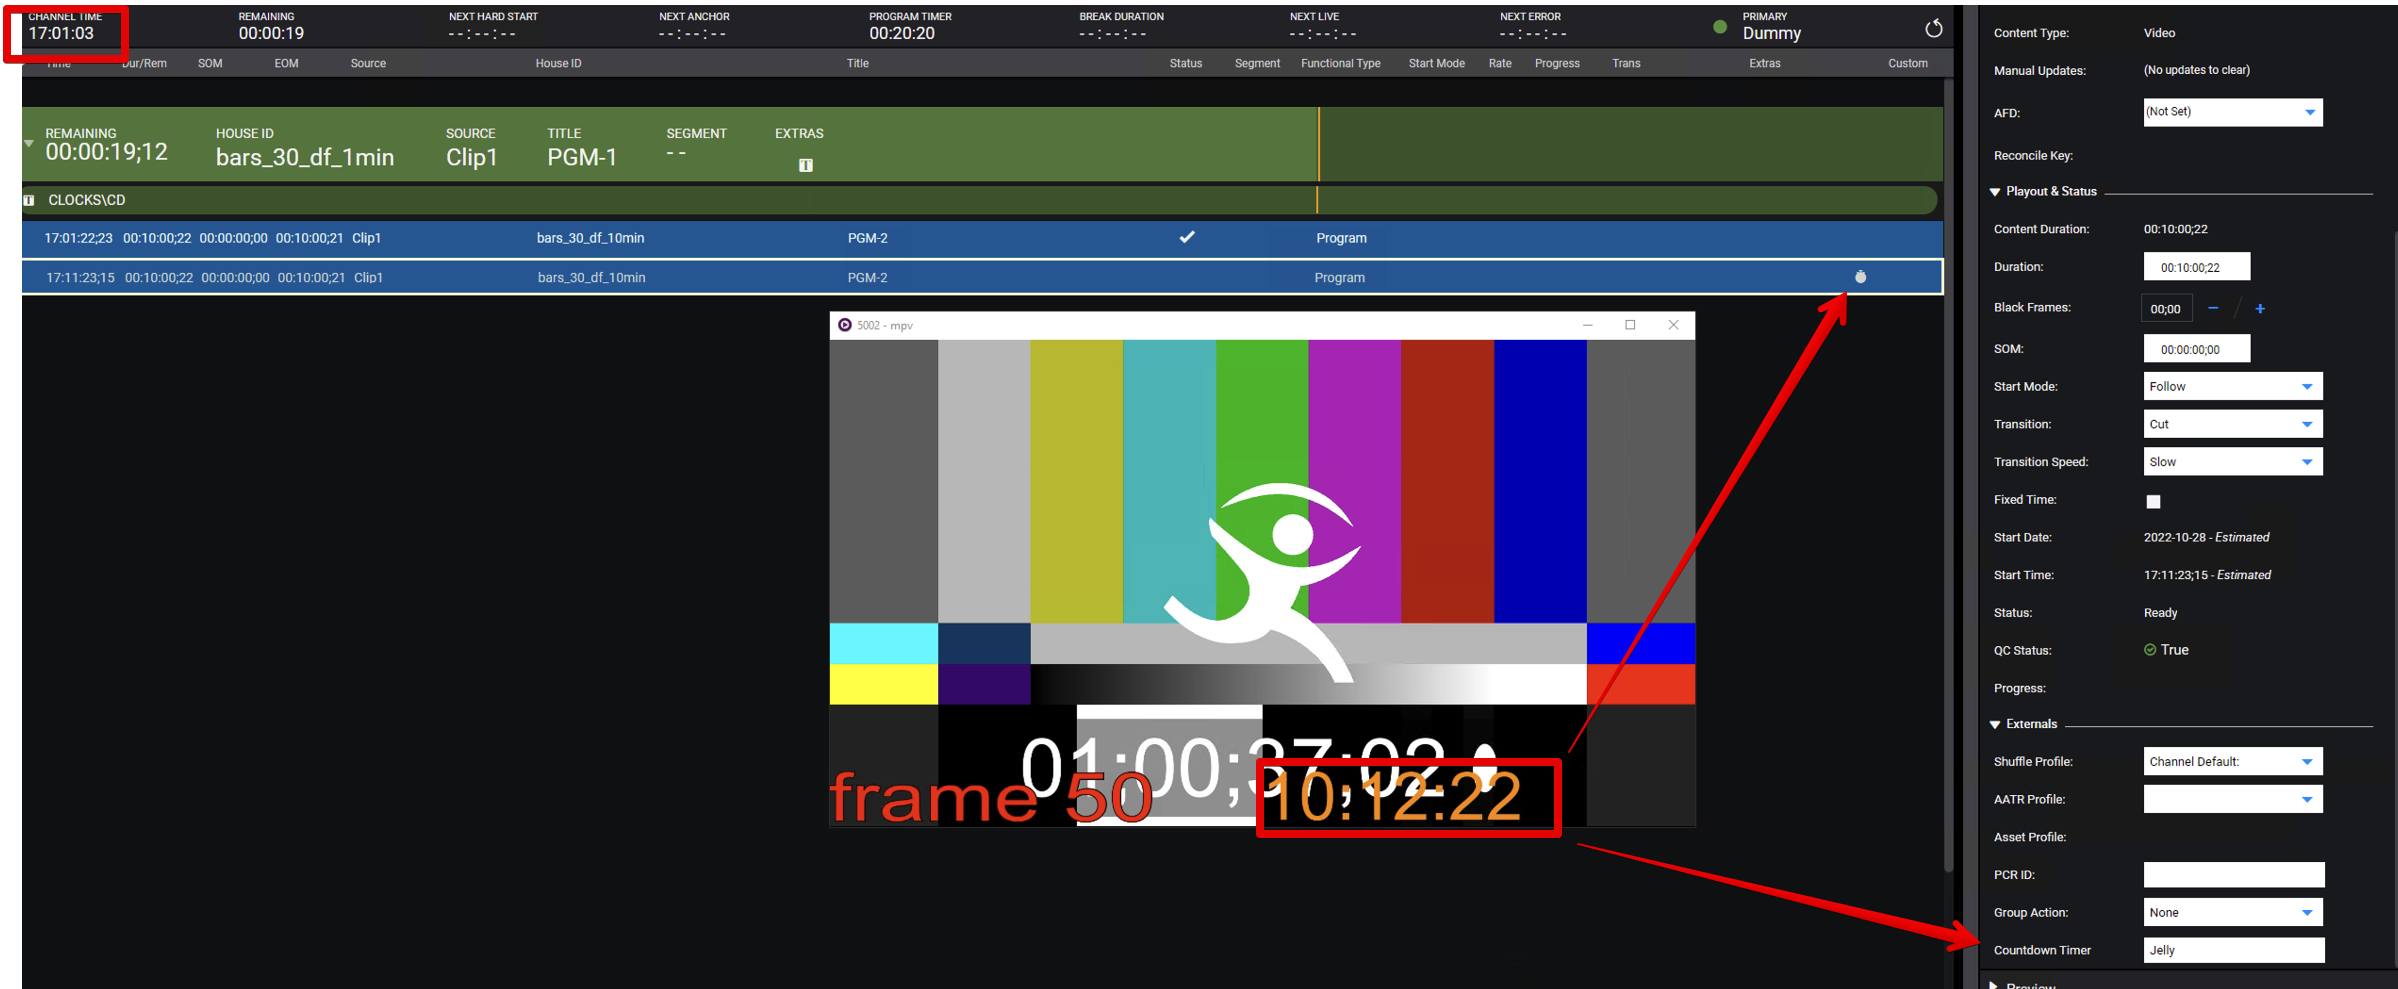 CHANNEL TIME REMAINING NEXT HARD START NEXT ANCHOR PROGRAM TIMER BREAK DURATION NEXT LIVE NEXT ERROR PRIMARY
17:01:03 00:00:19 --:--:-- --:--:-- 00:20:20 --:--:-- --:--:-- --:--:-- Dummy
Time Dur/Rem SOM EOM Source House ID Title Status Segment Functional Type Start Mode Rate Progress Trans Extras Custom
REMAINING HOUSE ID SOURCE TITLE SEGMENT EXTRAS
00:00:19;12 bars_30_df_1min Clip1 PGM-1 --
CLOCKS\CD
17:01:22;23 00:10:00;22 00:00:00;00 00:10:00;21 Clip1 bars_30_df_10min PGM-2 Program
17:11:23;15 00:10:00;22 00:00:00;00 00:10:00;21 Clip1 bars_30_df_10min PGM-2 Program
5002 - mpv
01;00;37;02
frame 50 10:12:22
Content Type: Video
Manual Updates: (No updates to clear)
AFD: (Not Set)
Reconcile Key:
Playout & Status
Content Duration: 00:10:00;22
Duration: 00:10:00;22
Black Frames: 00;00 − / +
SOM: 00:00:00;00
Start Mode: Follow
Transition: Cut
Transition Speed: Slow
Fixed Time:
Start Date: 2022-10-28 - Estimated
Start Time: 17:11:23;15 - Estimated
Status: Ready
QC Status: True
Progress:
Externals
Shuffle Profile: Channel Default:
AATR Profile:
Asset Profile:
PCR ID:
Group Action: None
Countdown Timer Jelly
Preview